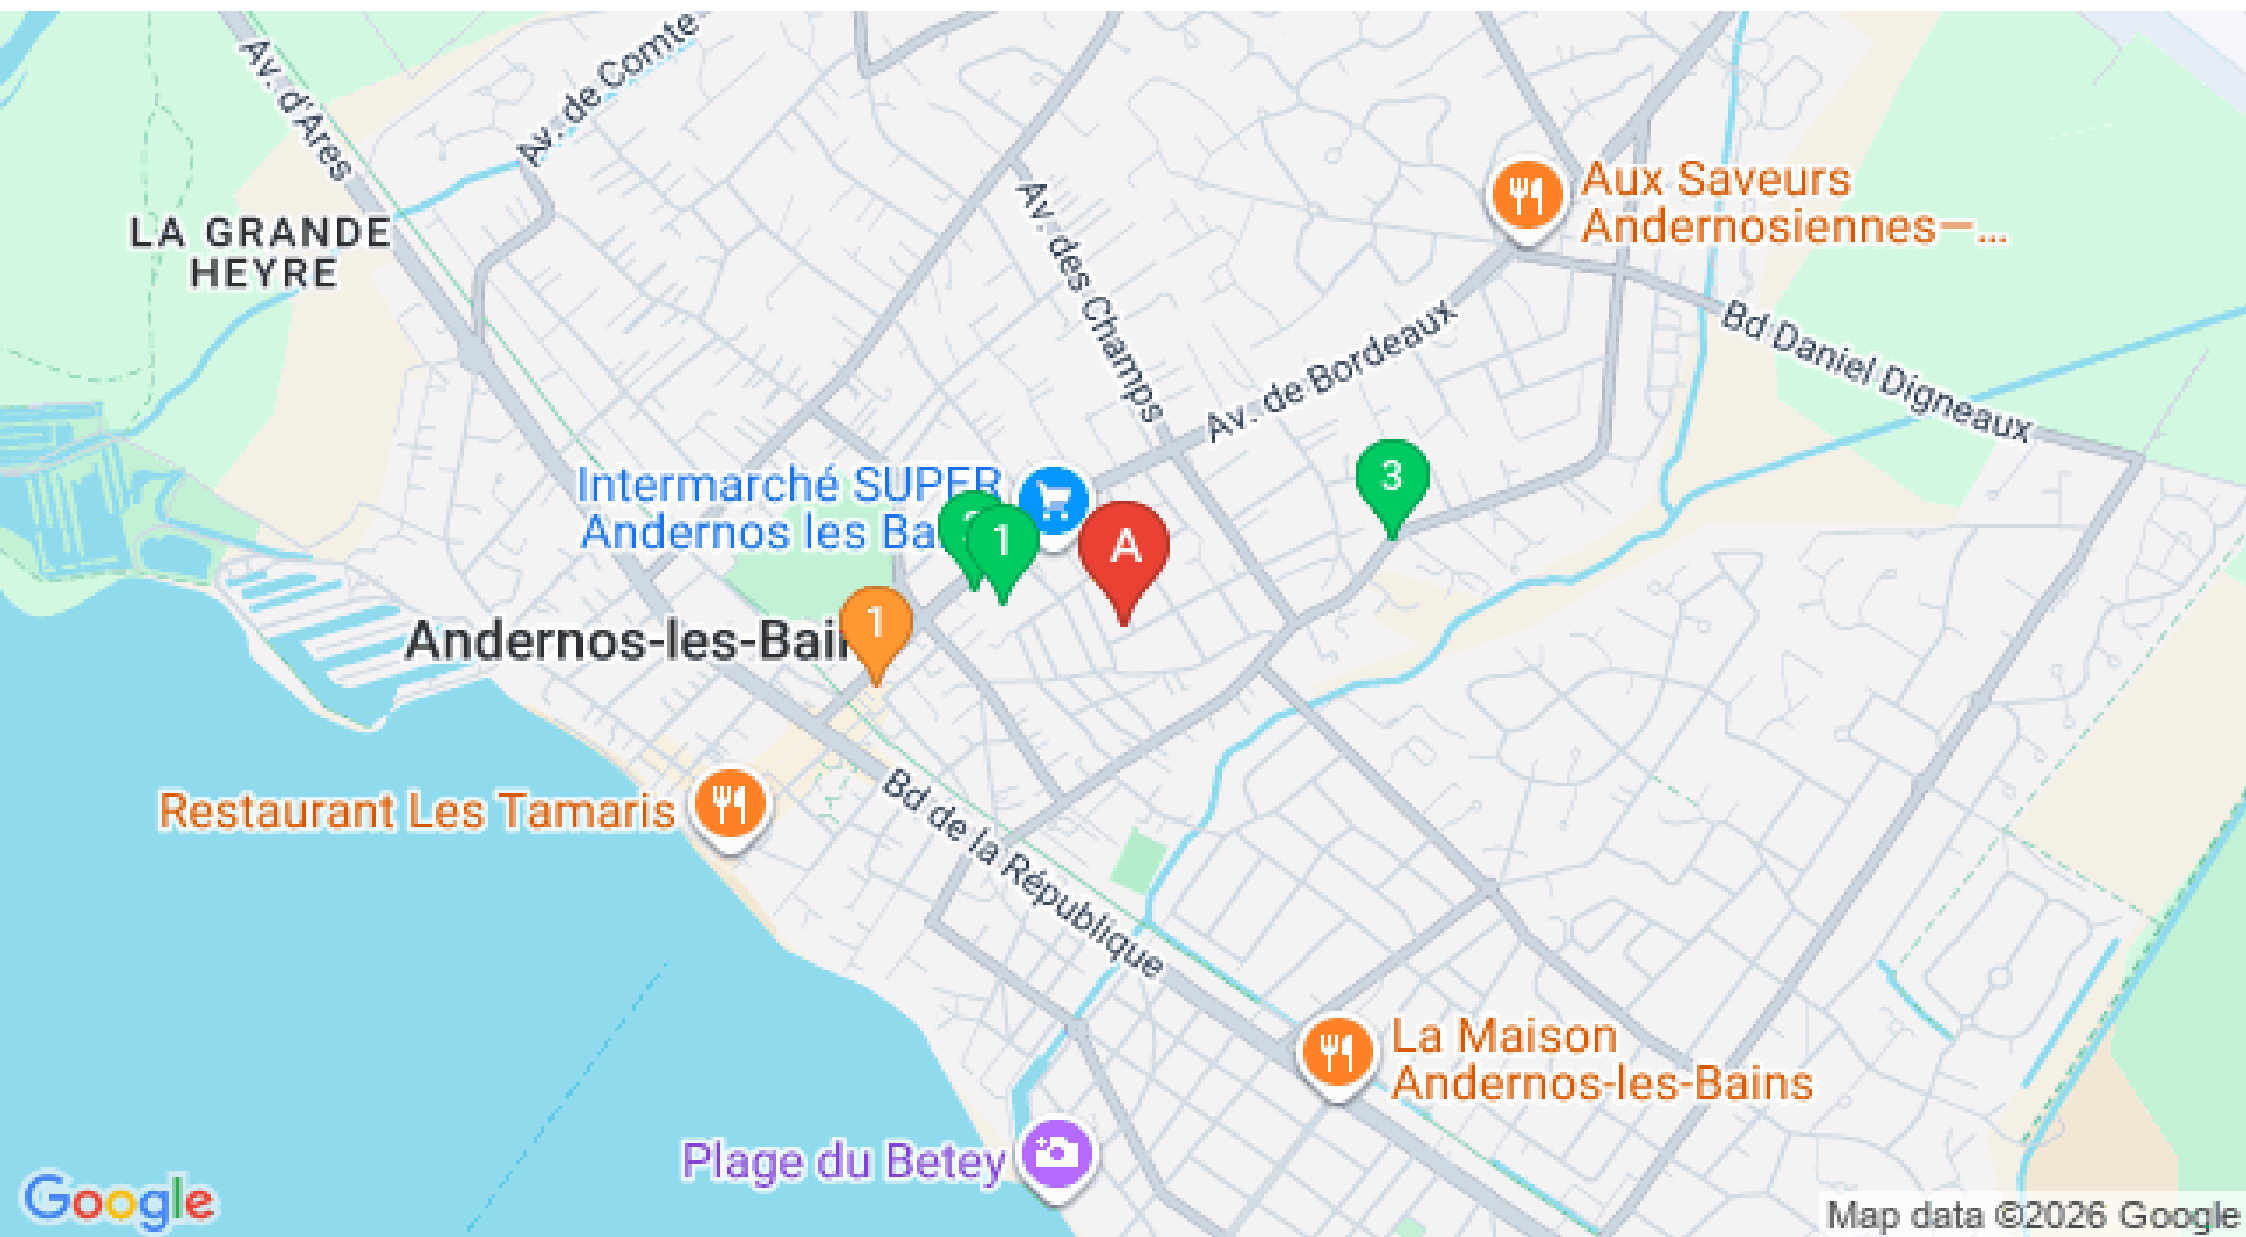 Av. d'Ares
Av. de Comte
LA GRANDE
HEYRE
Av. des Champs
Aux Saveurs
Andernosiennes—...
Av. de Bordeaux
Bd Daniel Digneaux
Intermarché SUPER
Andernos les Ba
1
A
3
1
Andernos-les-Bain
Restaurant Les Tamaris
Bd de la République
La Maison
Andernos-les-Bains
Plage du Betey
Google
Map data ©2026 Google